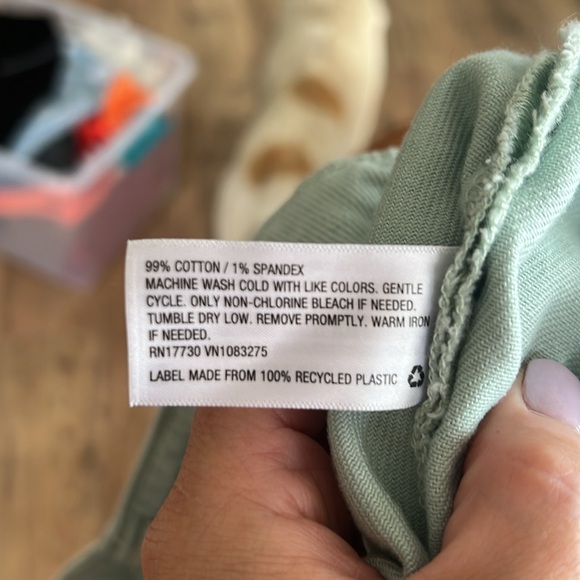 99% COTTON / 1% SPANDEX
MACHINE WASH COLD WITH LIKE COLORS. GENTLE
CYCLE. ONLY NON-CHLORINE BLEACH IF NEEDED.
TUMBLE DRY LOW. REMOVE PROMPTLY. WARM IRON
IF NEEDED.
RN17730 VN1083275
LABEL MADE FROM 100% RECYCLED PLASTIC